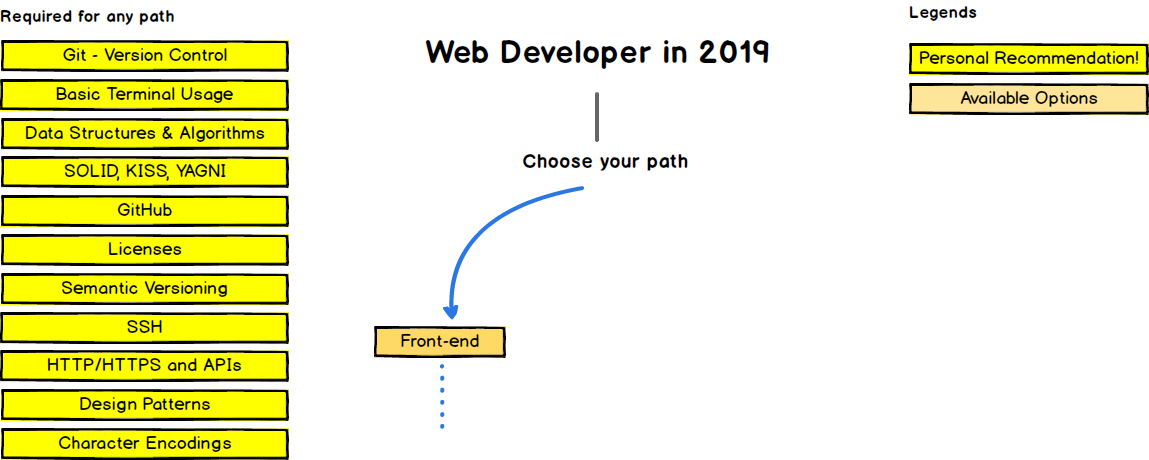 Required for any path
Git - Version Control
Basic Terminal Usage
Data Structures & Algorithms
SOLID, KISS, YAGNI
GitHub
Licenses
Semantic Versioning
SSH
HTTP/HTTPS and APIs
Design Patterns
Character Encodings
Web Developer in 2019
Choose your path
Front-end
Legends
Personal Recommendation!
Available Options